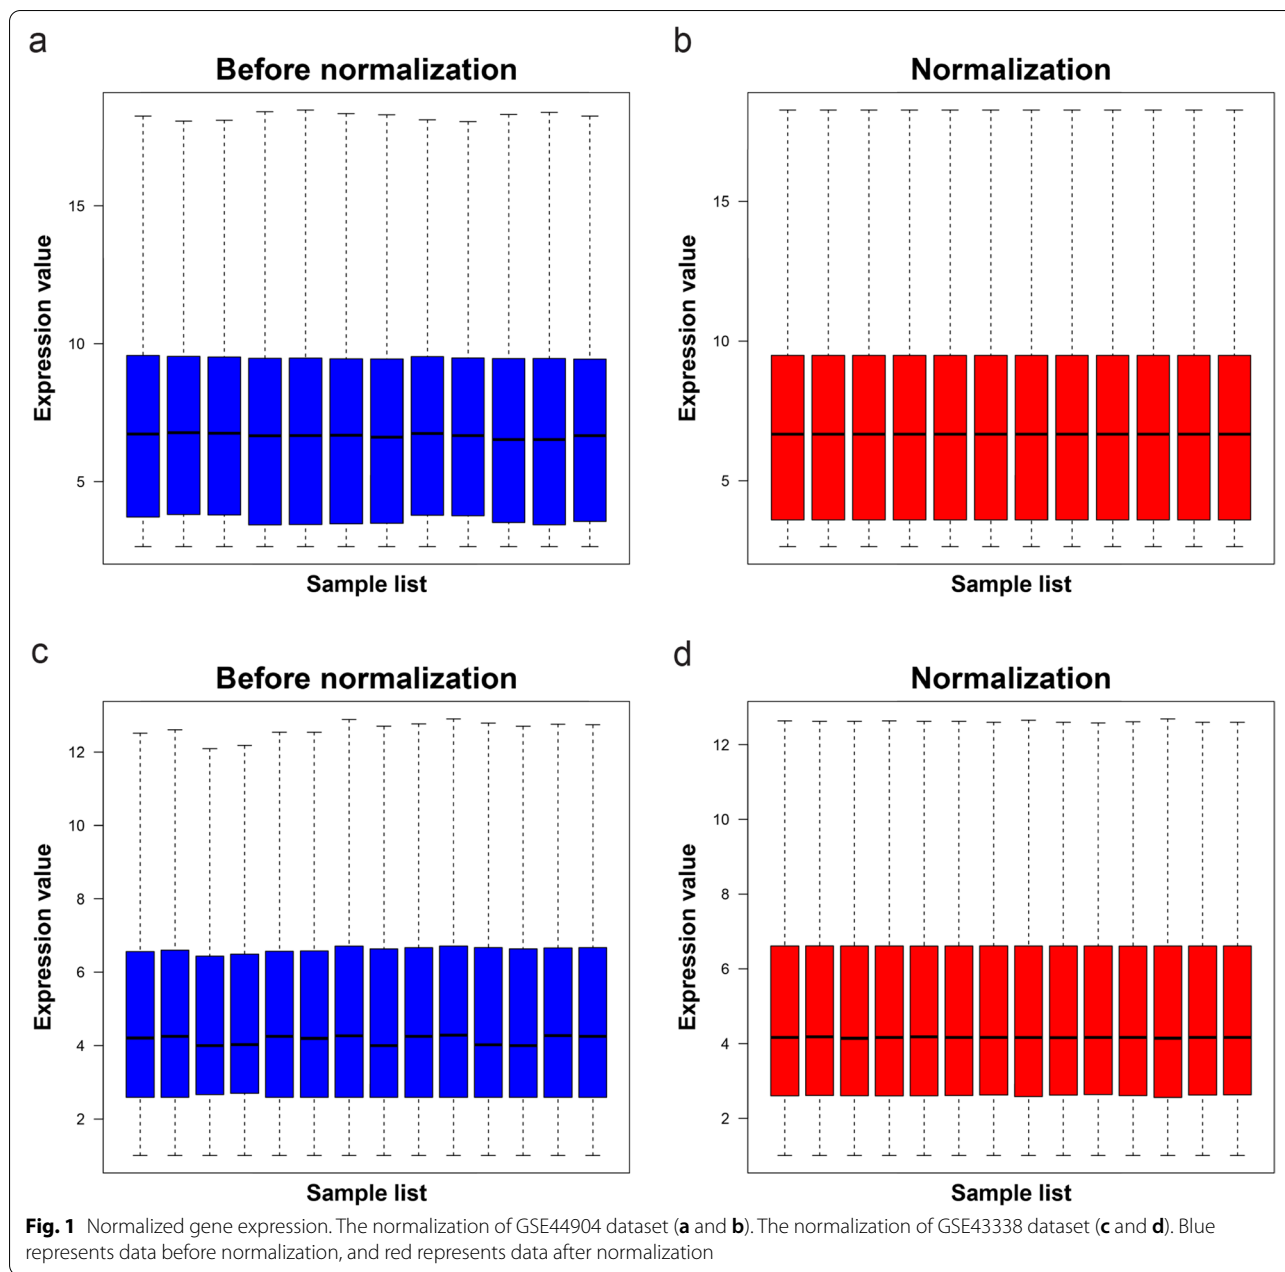 a
Before normalization
Expression value
15
10
5
Sample list
b
Normalization
Expression value
15
10
5
Sample list
c
Before normalization
Expression value
12
10
8
6
4
2
Sample list
d
Normalization
Expression value
12
10
8
6
4
2
Sample list
Fig. 1 Normalized gene expression. The normalization of GSE44904 dataset (a and b). The normalization of GSE43338 dataset (c and d). Blue
represents data before normalization, and red represents data after normalization